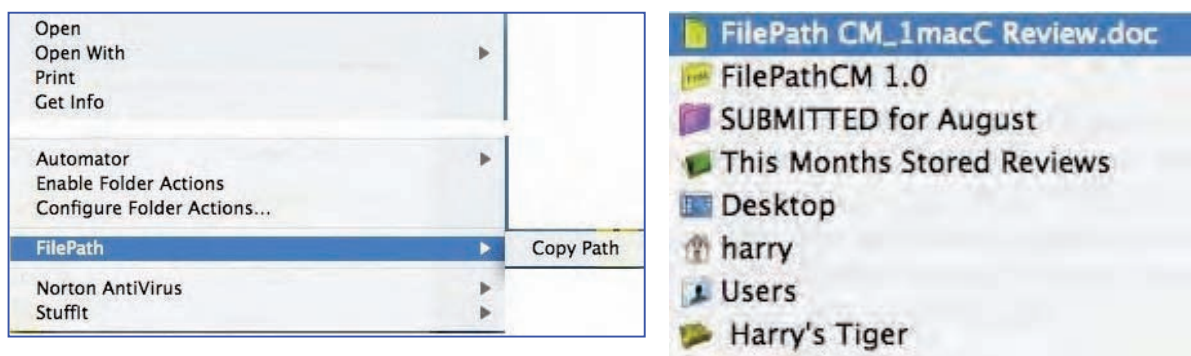 Open
Open With
Print
Get Info
Automator
Enable Folder Actions
Configure Folder Actions...
FilePath
Copy Path
Norton AntiVirus
StuffIt
FilePath CM_1macC Review.doc
FilePathCM 1.0
SUBMITTED for August
This Months Stored Reviews
Desktop
harry
Users
Harry's Tiger